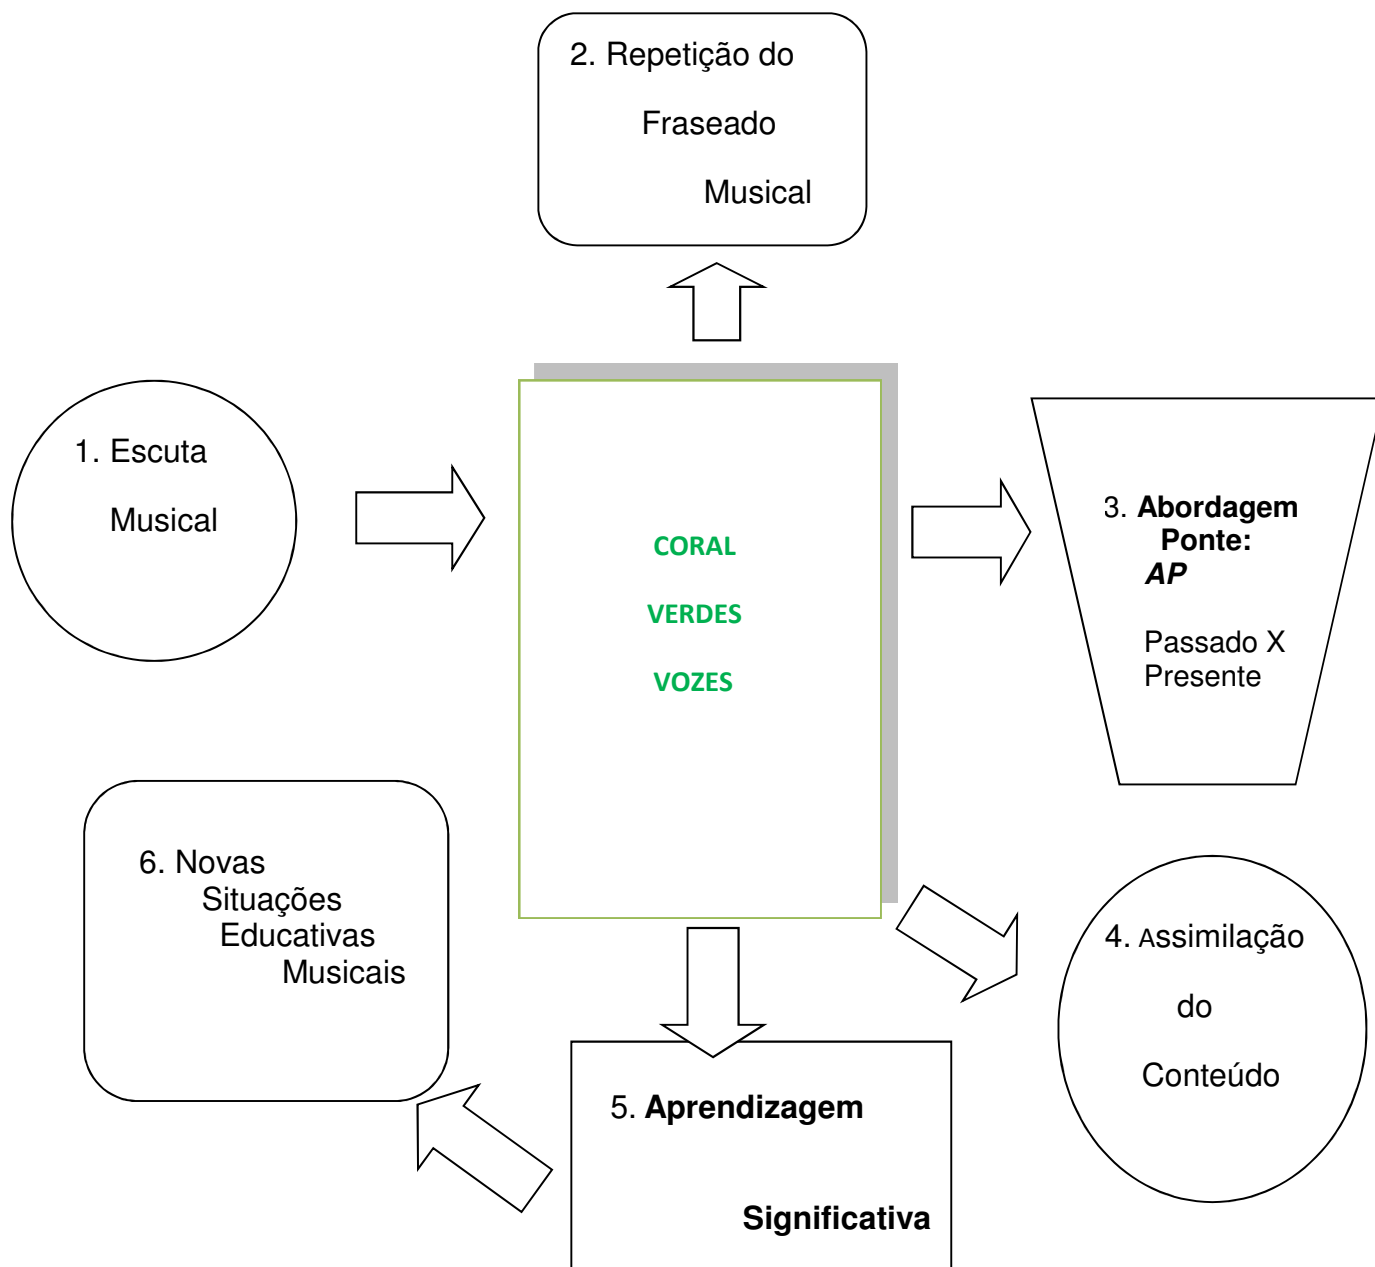 2. Repetição do
Fraseado
Musical
1. Escuta
Musical
CORAL
VERDES
VOZES
3. Abordagem
Ponte:
AP
Passado X
Presente
4. Assimilação
do
Conteúdo
5. Aprendizagem
Significativa
6. Novas
Situações
Educativas
Musicais